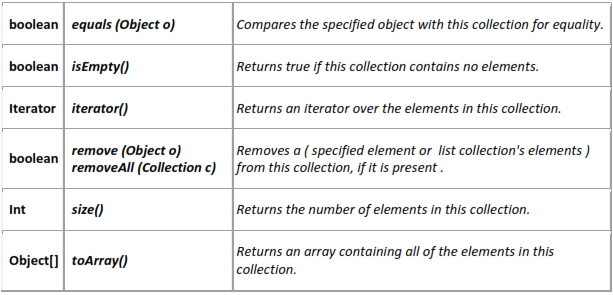 boolean equals (Object o) Compares the specified object with this collection for equality.
boolean isEmpty() Returns true if this collection contains no elements.
Iterator iterator() Returns an iterator over the elements in this collection.
boolean remove (Object o) Removes a ( specified element or list collection's elements )
removeAll (Collection c) from this collection, if it is present .
Int size() Returns the number of elements in this collection.
Object[] toArray() Returns an array containing all of the elements in this
collection.